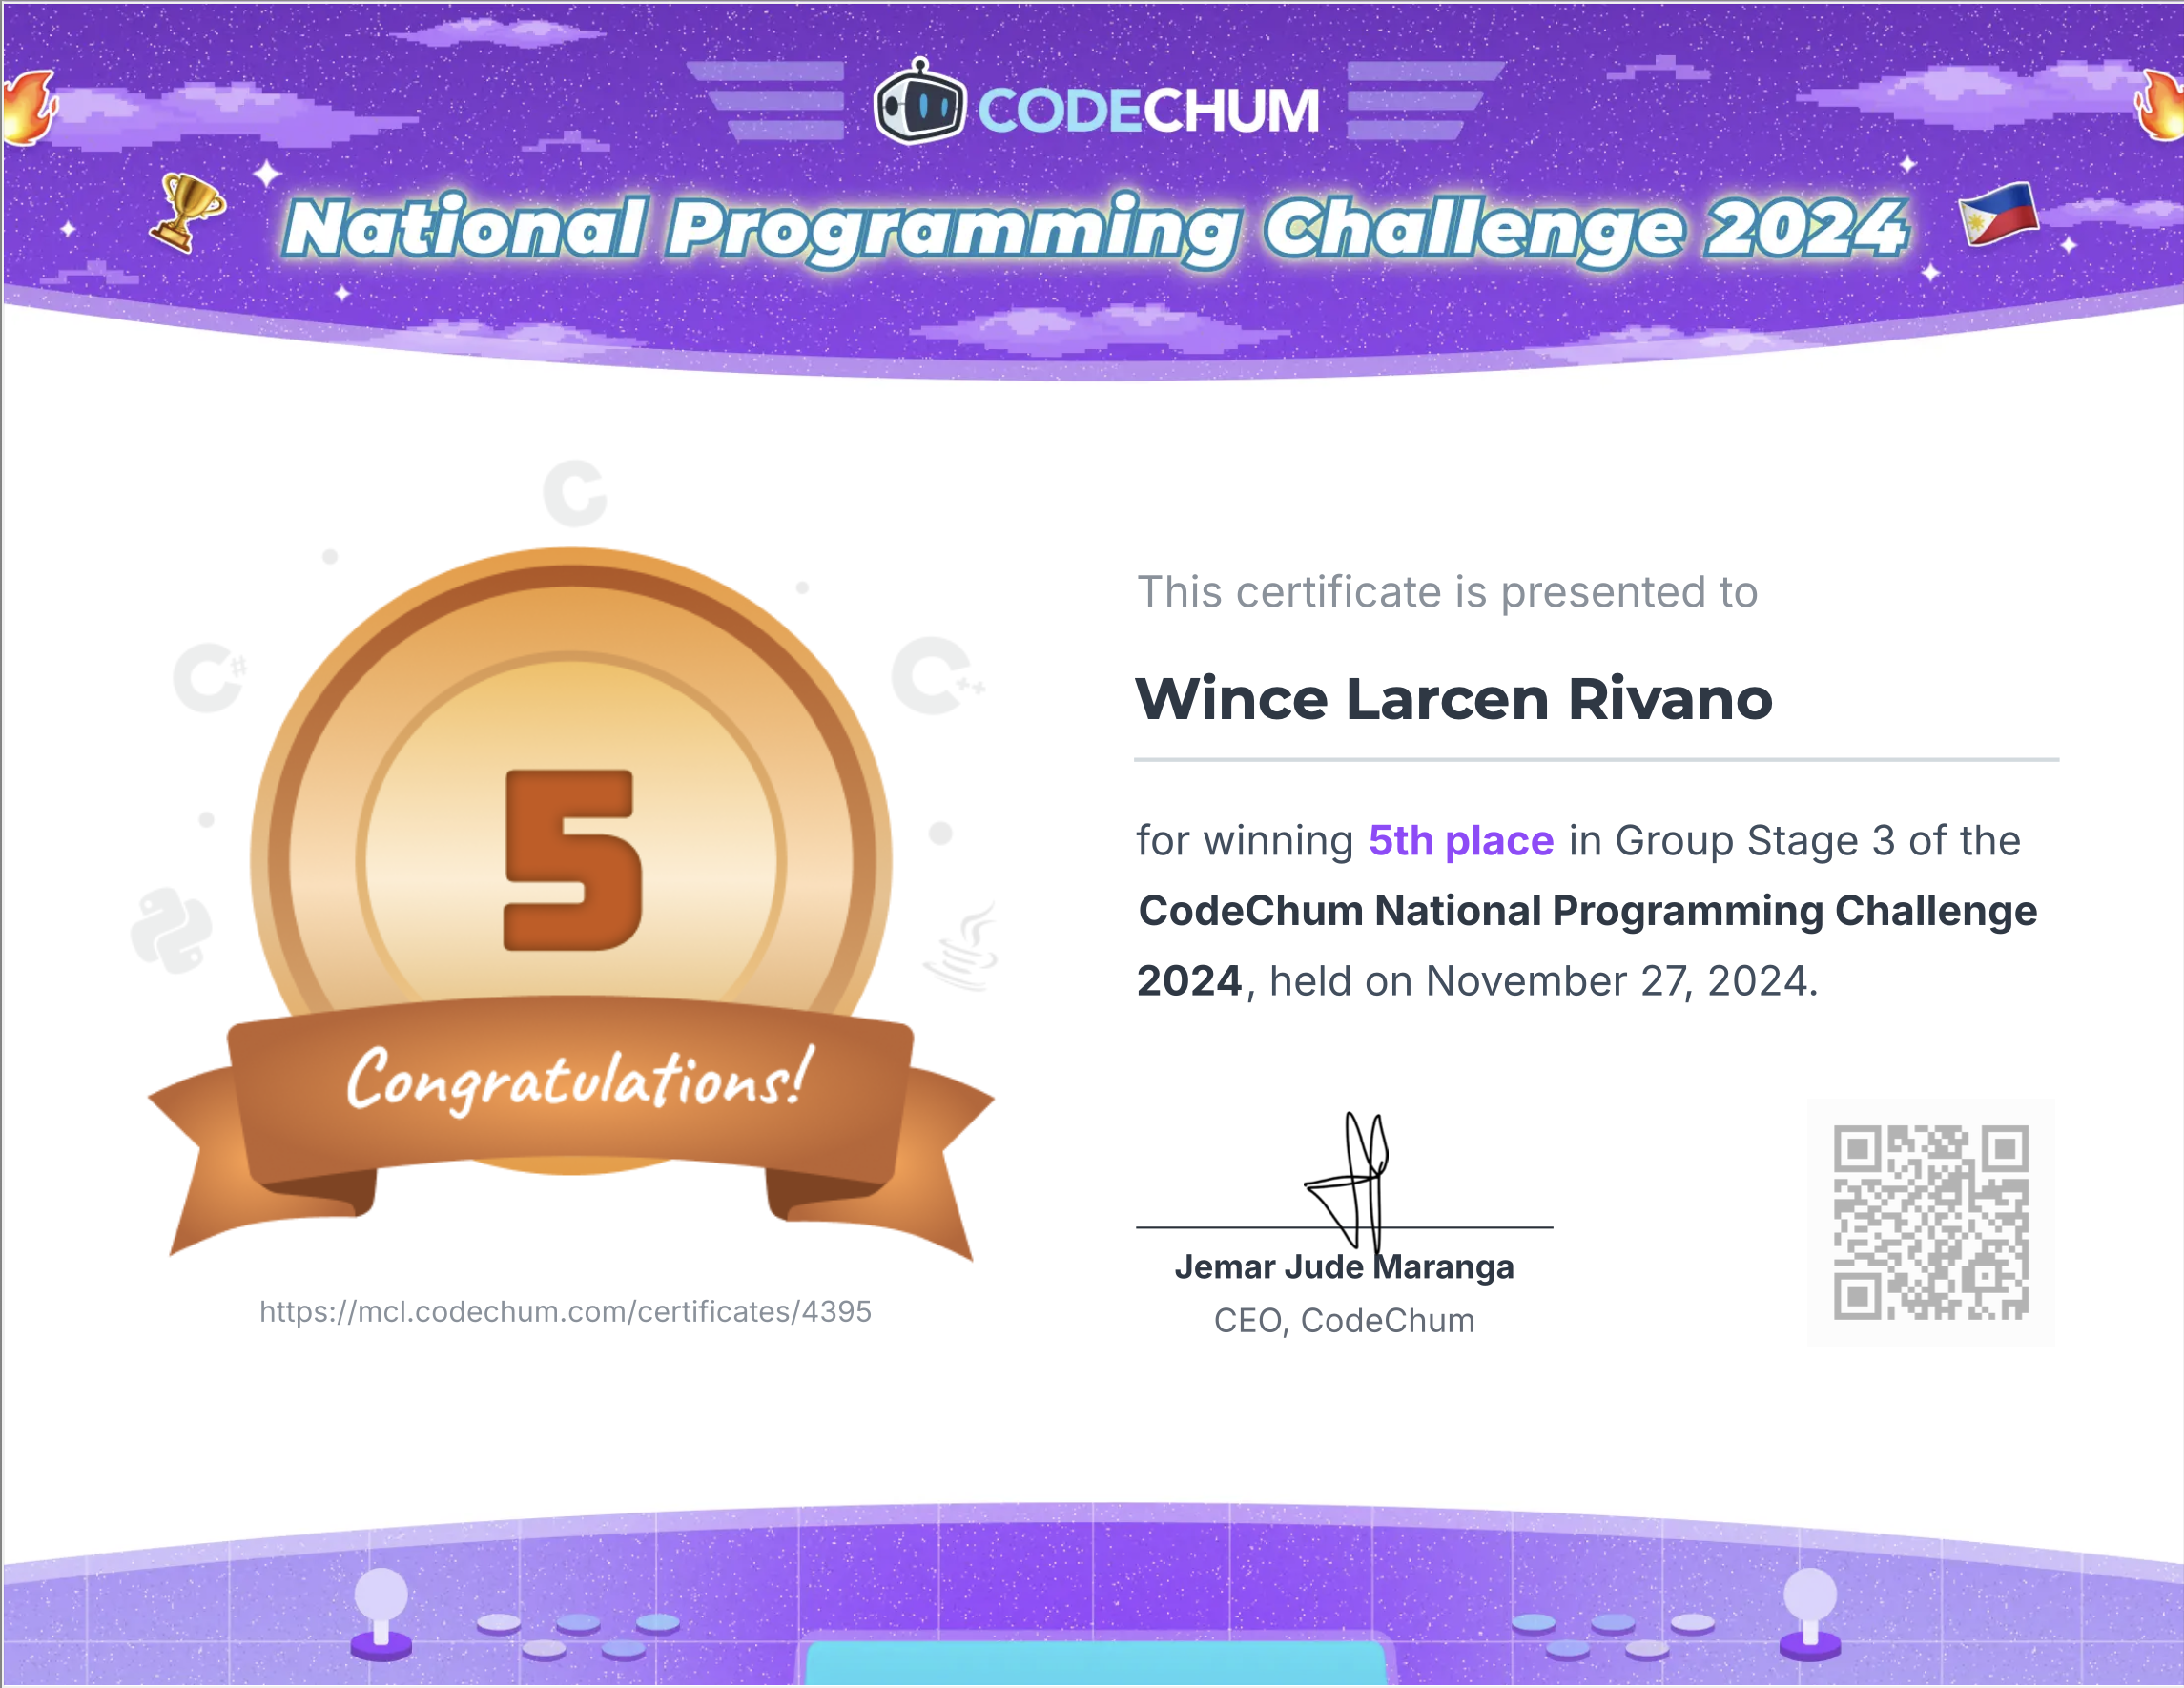 CODECHUM
National Programming Challenge 2024
C
C#
C++
5
Congratulations!
https://mcl.codechum.com/certificates/4395
This certificate is presented to
Wince Larcen Rivano
for winning 5th place in Group Stage 3 of the
CodeChum National Programming Challenge
2024, held on November 27, 2024.
Jemar Jude Maranga
CEO, CodeChum